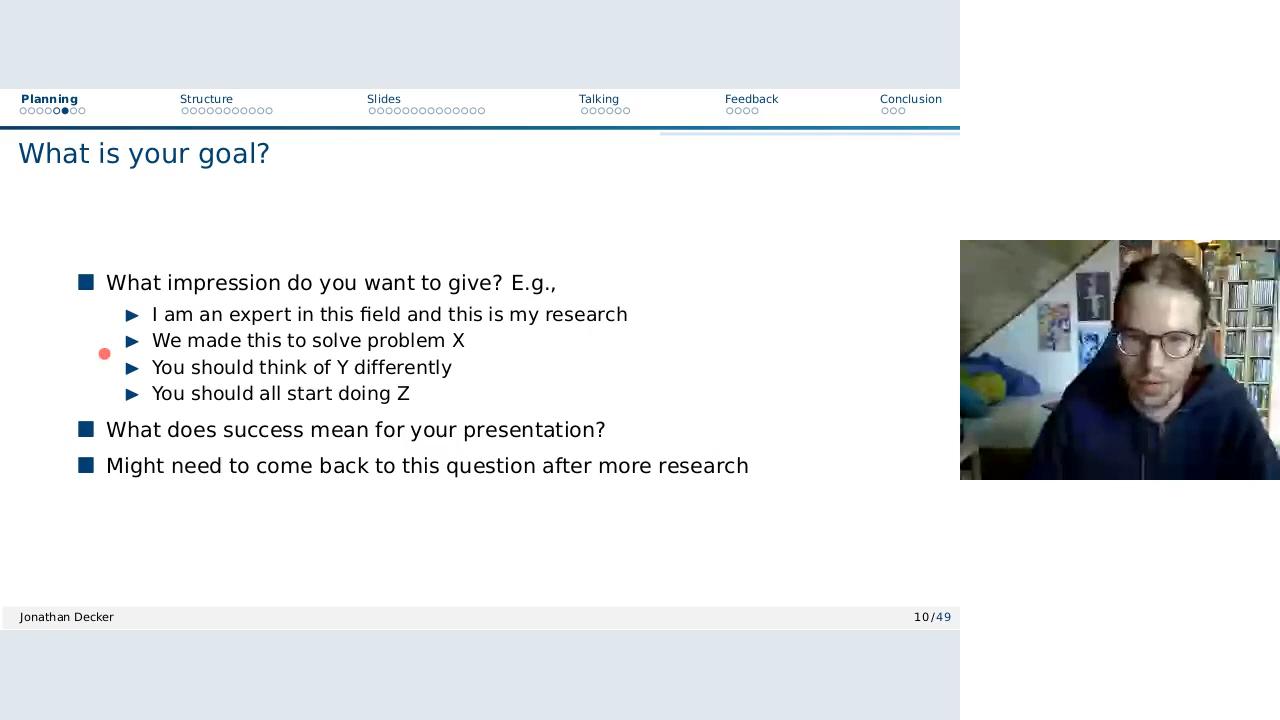 Planning Structure Slides Talking Feedback Conclusion
What is your goal?
What impression do you want to give? E.g.,
I am an expert in this field and this is my research
We made this to solve problem X
You should think of Y differently
You should all start doing Z
What does success mean for your presentation?
Might need to come back to this question after more research
Jonathan Decker 10/49